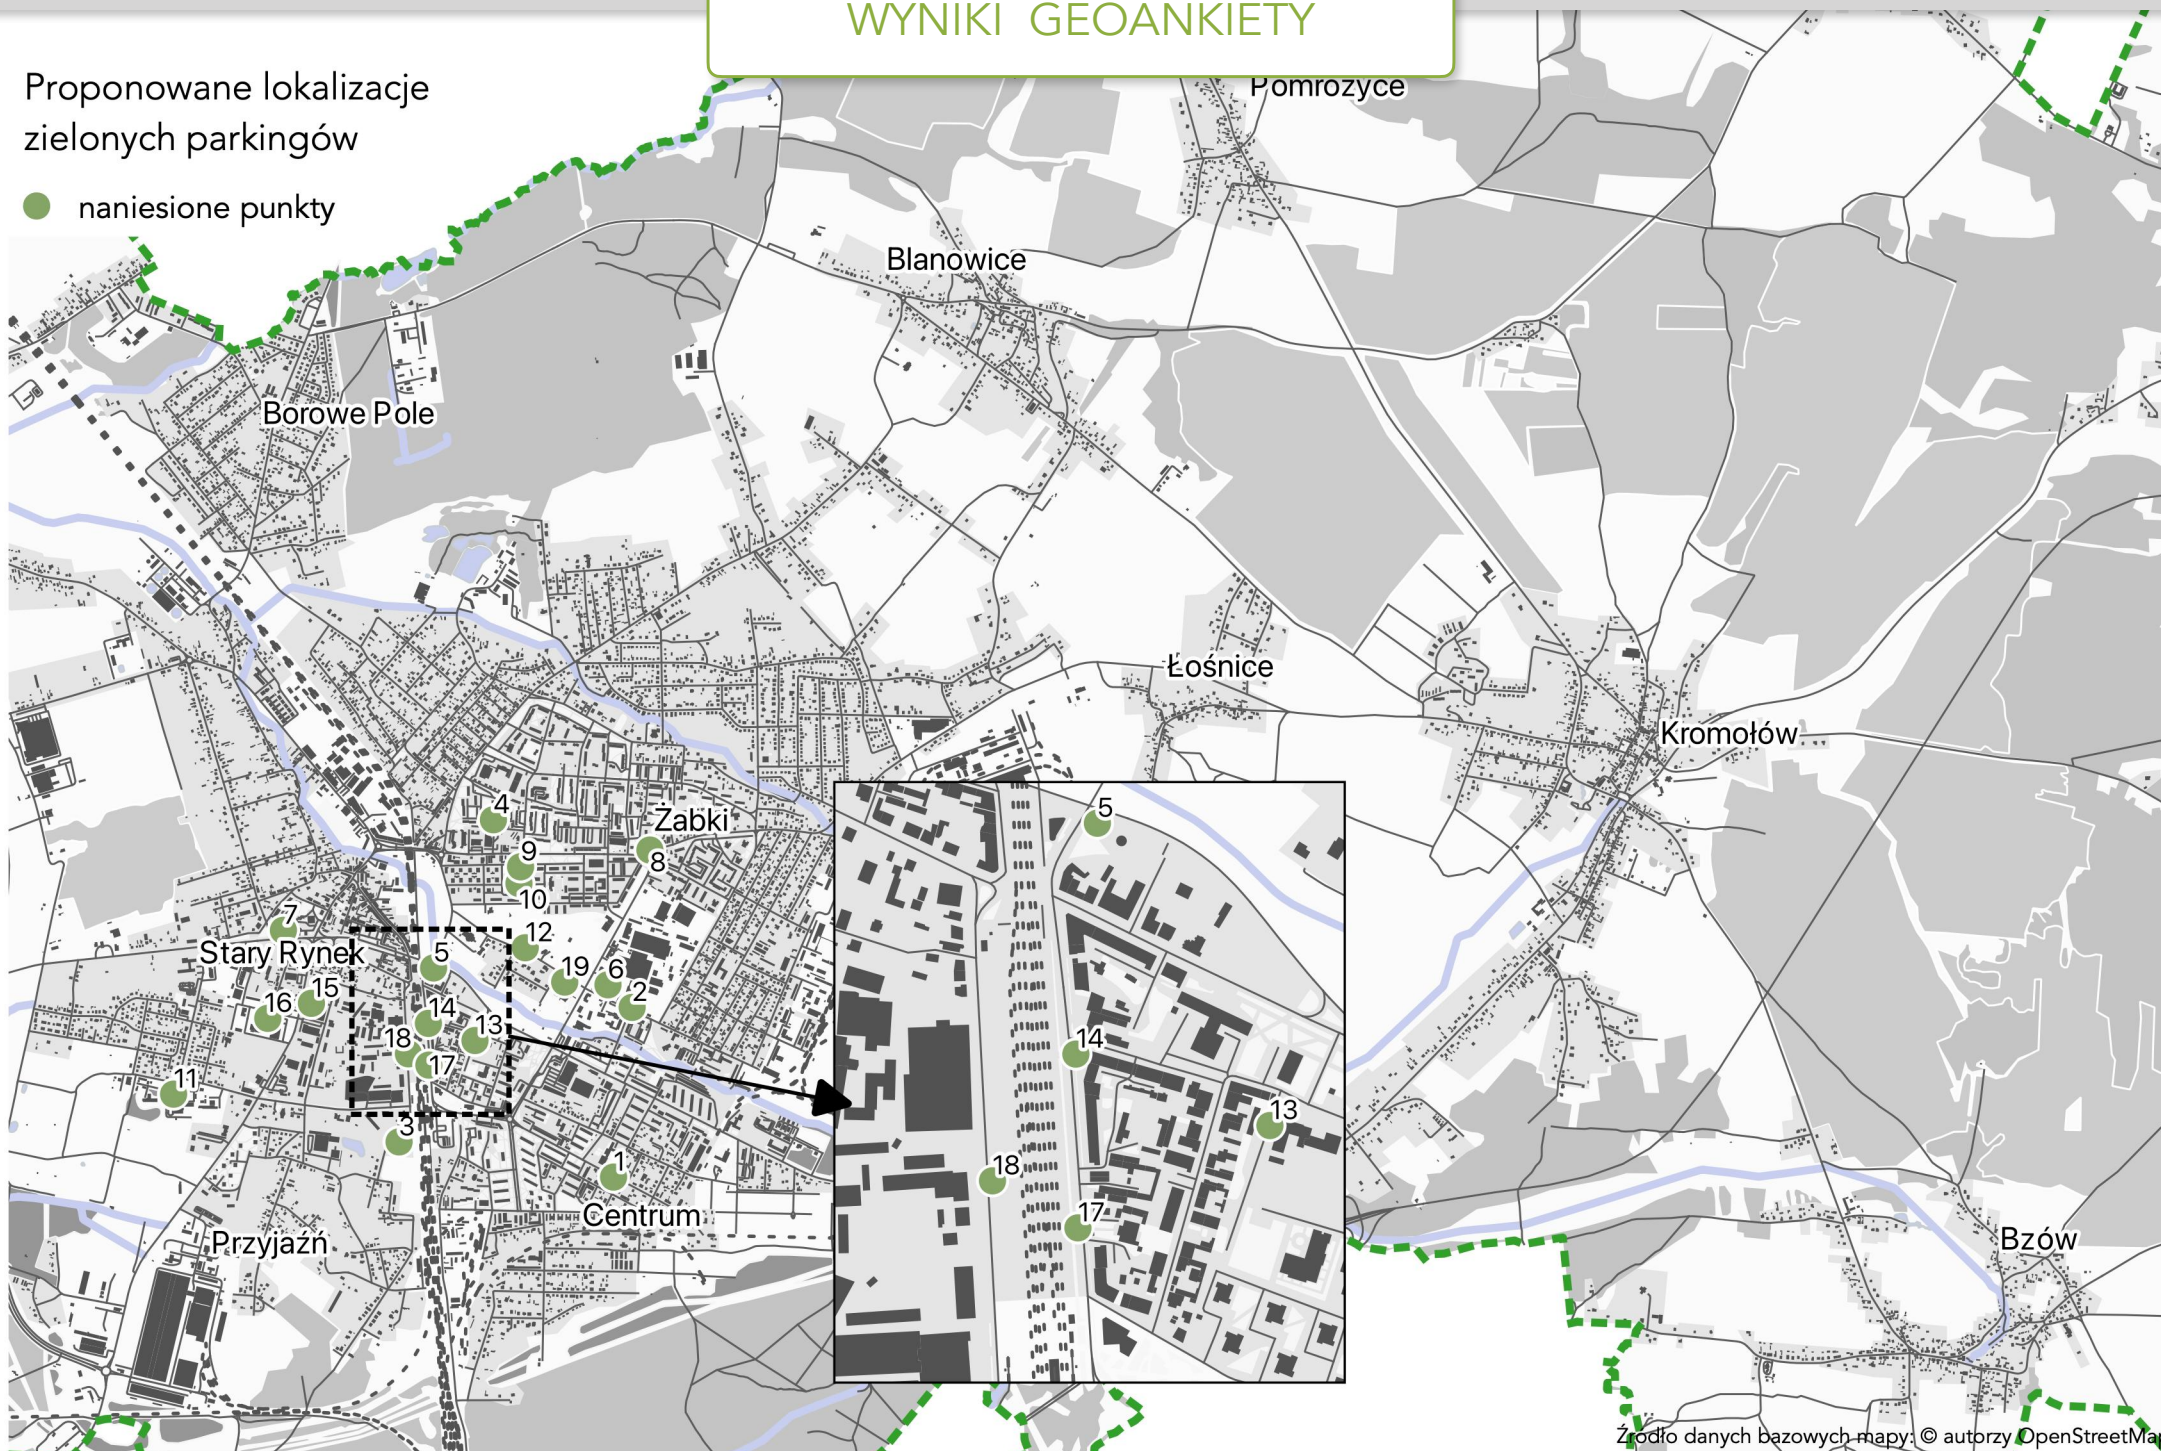 WYNIKI GEOANKIETY
Proponowane lokalizacje
zielonych parkingów
naniesione punkty
Pomrożyce
Blanowice
Borowe Pole
Łośnice
Kromołów
4
Żabki
9
8
10
7
12
Stary Rynek
5
19
6
16
15
2
14
13
18
17
11
3
1
Centrum
Przyjaźń
5
14
13
18
17
Bzów
Źródło danych bazowych mapy: © autorzy OpenStreetMap